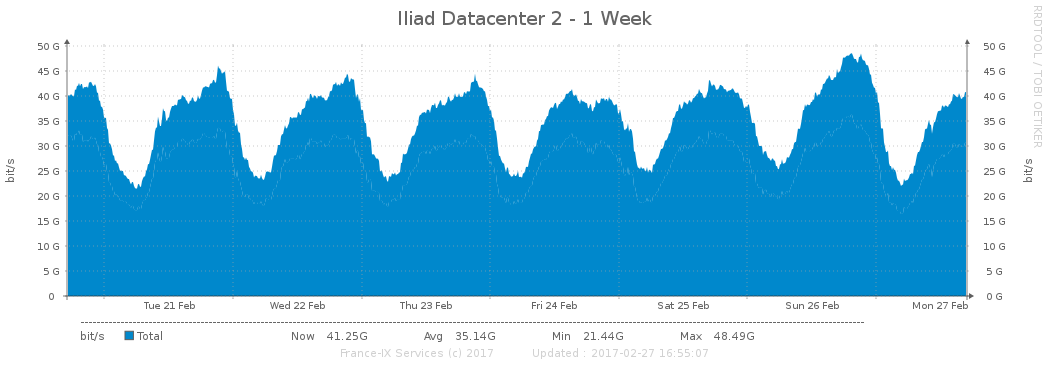 Iliad Datacenter 2 - 1 Week
RRDTOOL / TOBI OETIKER
50 G 50 G
45 G 45 G
40 G 40 G
35 G 35 G
30 G 30 G
25 G 25 G
20 G 20 G
15 G 15 G
10 G 10 G
5 G 5 G
0 0 G
bit/s
bit/s
Tue 21 Feb Wed 22 Feb Thu 23 Feb Fri 24 Feb Sat 25 Feb Sun 26 Feb Mon 27 Feb
bit/s Total Now 41.25G Avg 35.14G Min 21.44G Max 48.49G
France-IX Services (c) 2017 Updated : 2017-02-27 16:55:07